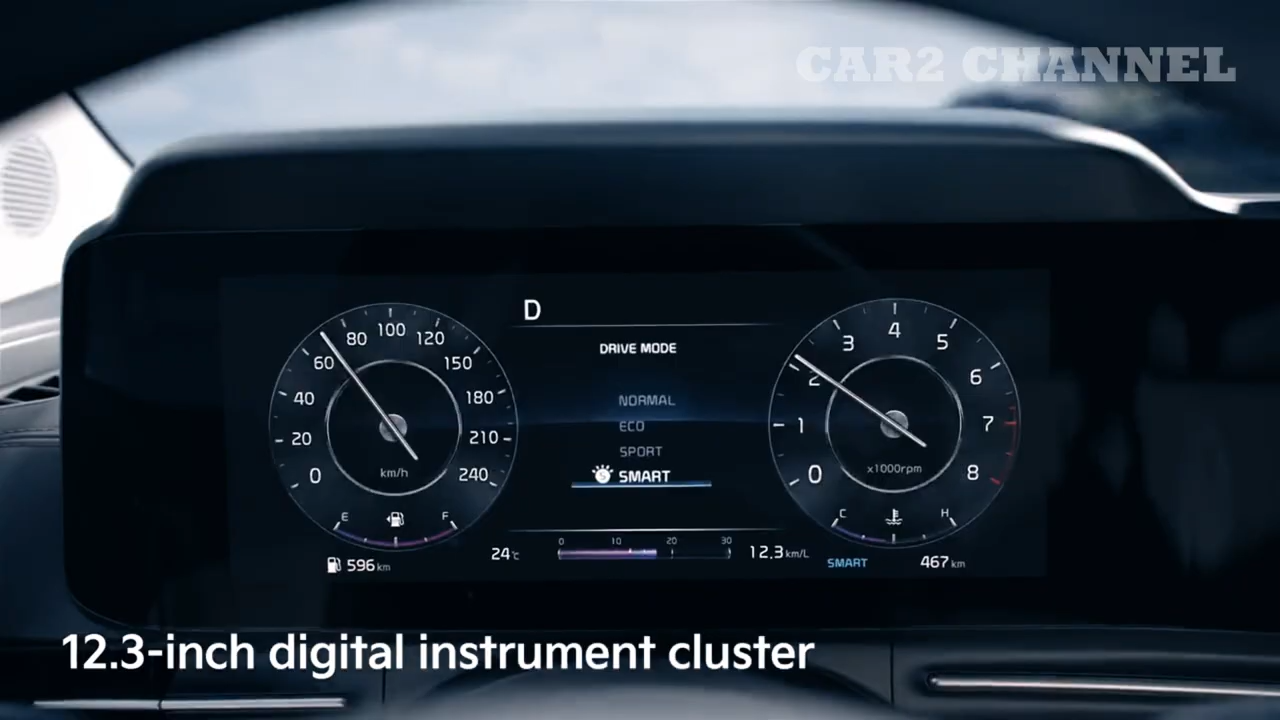 CAR2 CHANNEL
D
DRIVE MODE
NORMAL
ECO
SPORT
SMART
0 20 40 60 80 100 120 150 180 210 240
km/h
E F
596 km
24°C
0 10 20 30
12.3 km/L
0 1 2 3 4 5 6 7 8
x1000rpm
C H
SMART
467 km
12.3-inch digital instrument cluster